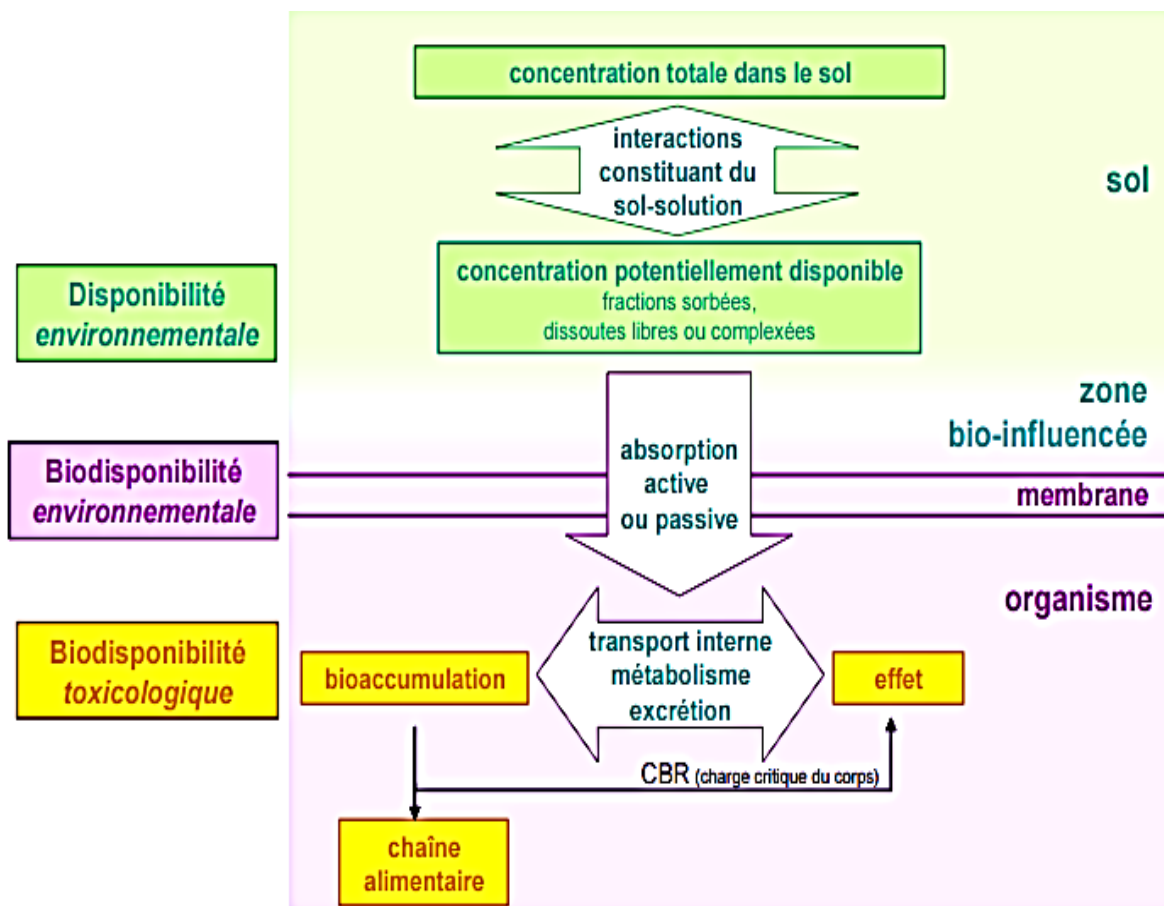 concentration totale dans le sol
interactions
constituant du
sol-solution
sol
concentration potentiellement disponible
fractions sorbées,
dissoutes libres ou complexées
Disponibilité
environnementale
zone
bio-influencée
absorption
active
ou passive
Biodisponibilité
environnementale
membrane
organisme
Biodisponibilité
toxicologique
bioaccumulation
transport interne
métabolisme
excrétion
effet
CBR (charge critique du corps)
chaîne
alimentaire